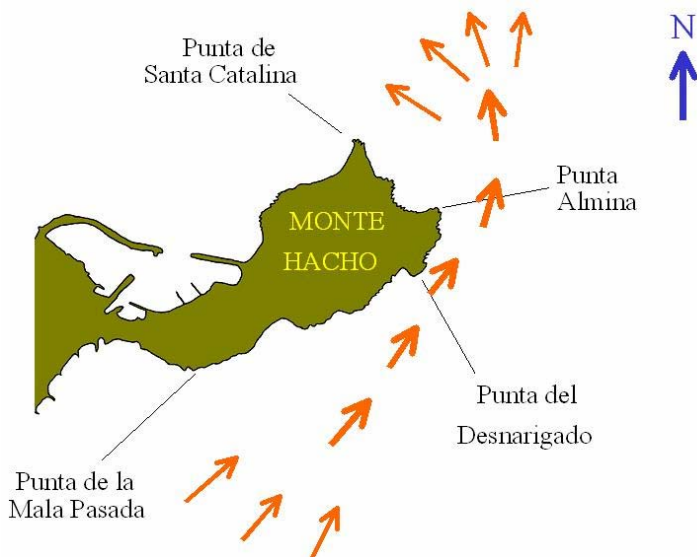 Punta de
Santa Catalina
N
Punta
Almina
MONTE
HACHO
Punta del
Desnarigado
Punta de la
Mala Pasada